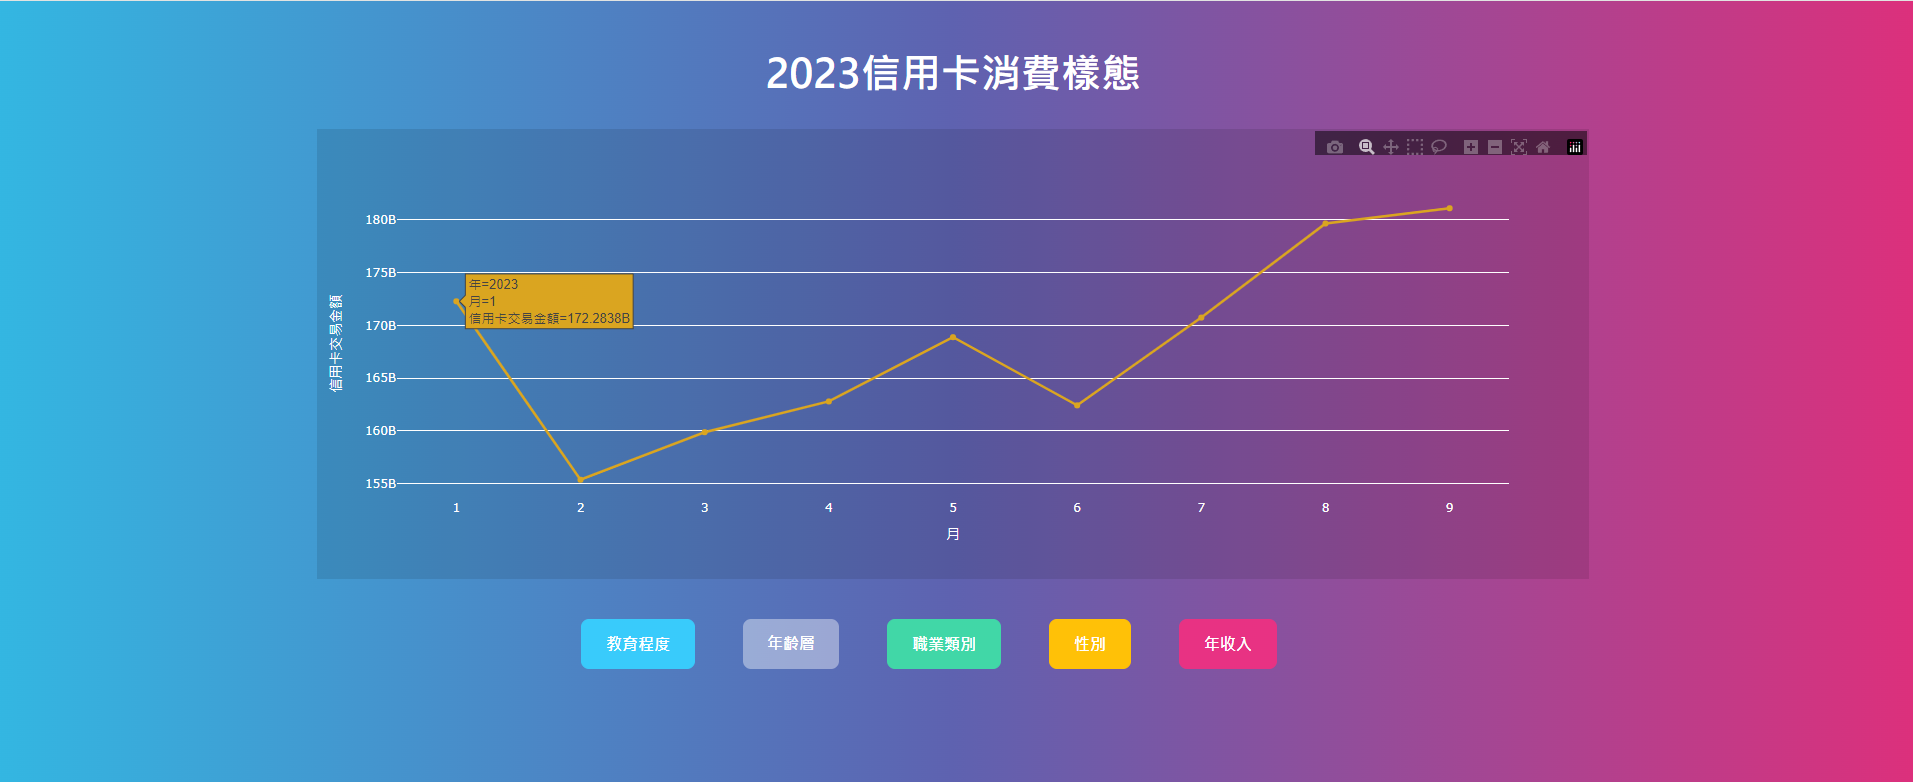 2023信用卡消費樣態
180B
175B
170B
165B
160B
155B
信用卡交易金額
年=2023
月=1
信用卡交易金額=172.2838B
1 2 3 4 5 6 7 8 9
月
教育程度 年齡層 職業類別 性別 年收入